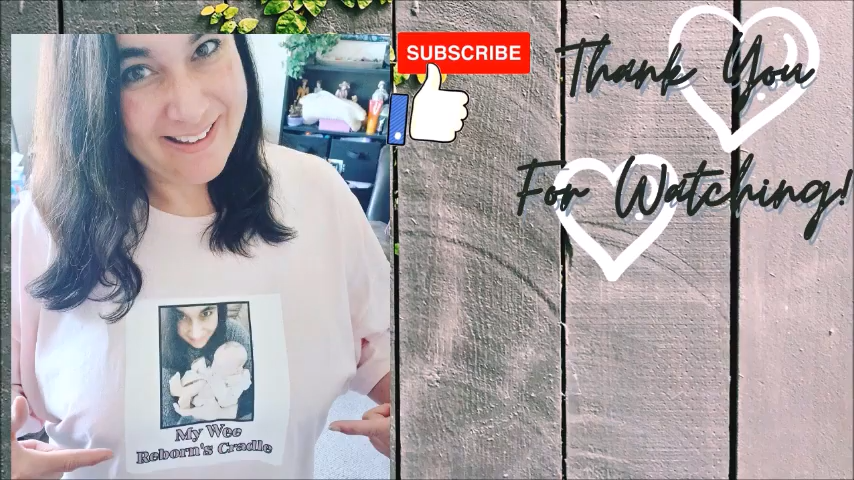 SUBSCRIBE
Thank You
For Watching!
My Wee
Reborn's Cradle